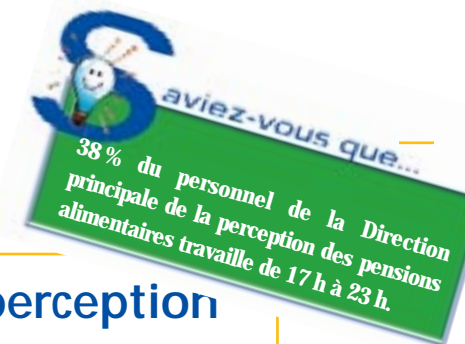 Saviez-vous que...
38 % du personnel de la Direction
principale de la perception des pensions
alimentaires travaille de 17 h à 23 h.
perception